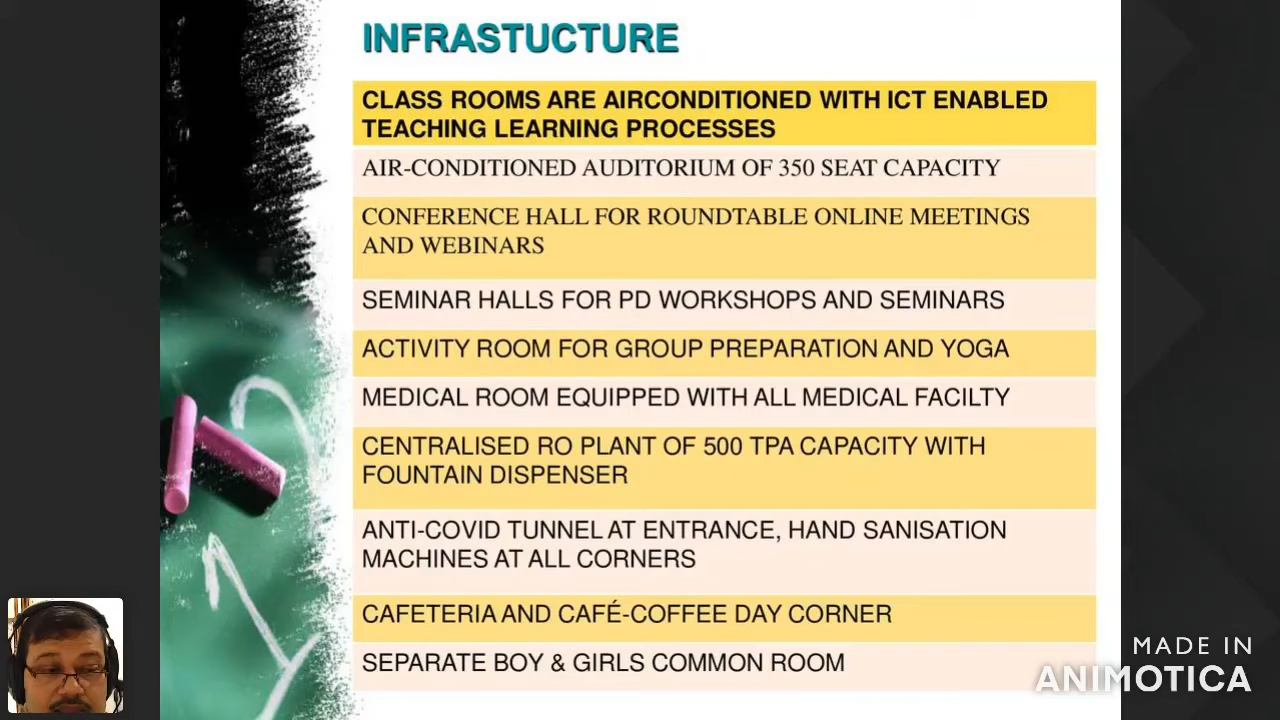 INFRASTUCTURE
CLASS ROOMS ARE AIRCONDITIONED WITH ICT ENABLED
TEACHING LEARNING PROCESSES
AIR-CONDITIONED AUDITORIUM OF 350 SEAT CAPACITY
CONFERENCE HALL FOR ROUNDTABLE ONLINE MEETINGS
AND WEBINARS
SEMINAR HALLS FOR PD WORKSHOPS AND SEMINARS
ACTIVITY ROOM FOR GROUP PREPARATION AND YOGA
MEDICAL ROOM EQUIPPED WITH ALL MEDICAL FACILTY
CENTRALISED RO PLANT OF 500 TPA CAPACITY WITH
FOUNTAIN DISPENSER
ANTI-COVID TUNNEL AT ENTRANCE, HAND SANISATION
MACHINES AT ALL CORNERS
CAFETERIA AND CAFÉ-COFFEE DAY CORNER
SEPARATE BOY & GIRLS COMMON ROOM
MADE IN
ANIMOTICA